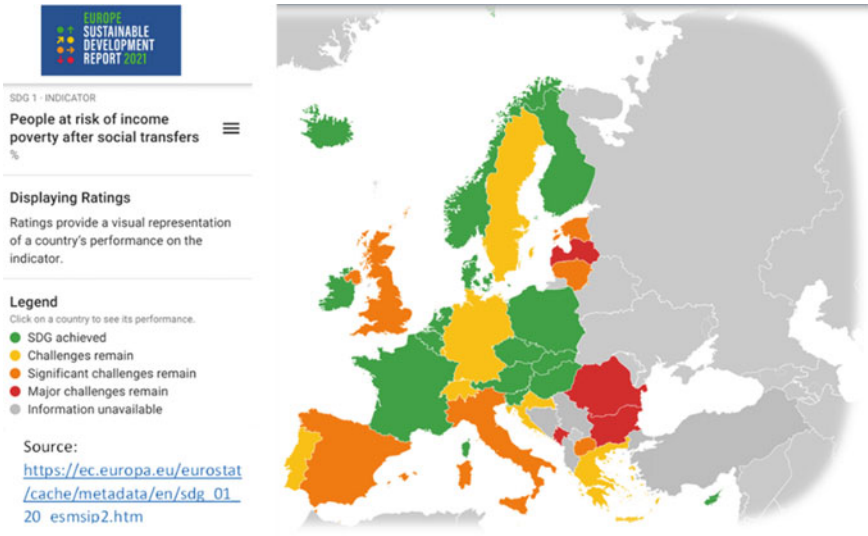 EUROPE
SUSTAINABLE
DEVELOPMENT
REPORT 2021
SDG 1 - INDICATOR
People at risk of income
poverty after social transfers
%
Displaying Ratings
Ratings provide a visual representation
of a country's performance on the
indicator.
Legend
Click on a country to see its performance.
SDG achieved
Challenges remain
Significant challenges remain
Major challenges remain
Information unavailable
Source:
https://ec.europa.eu/eurostat
/cache/metadata/en/sdg_01_
20_esmsip2.htm